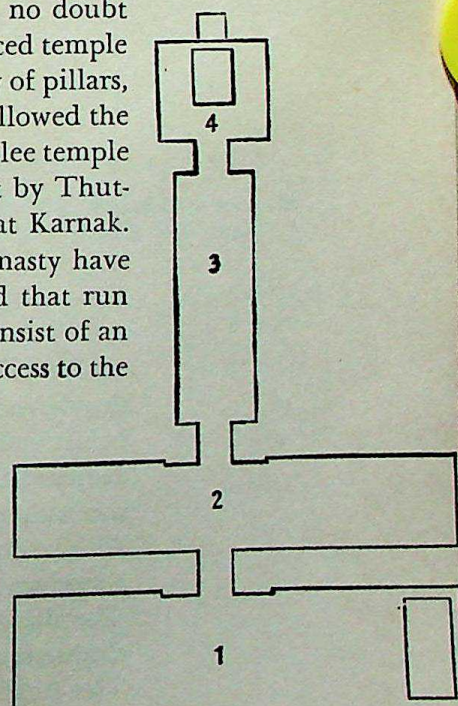 no doubt
ced temple
of pillars,
llowed the
lee temple
by Thut-
at Karnak.
nasty have
d that run
nsist of an
ccess to the
4
3
2
1